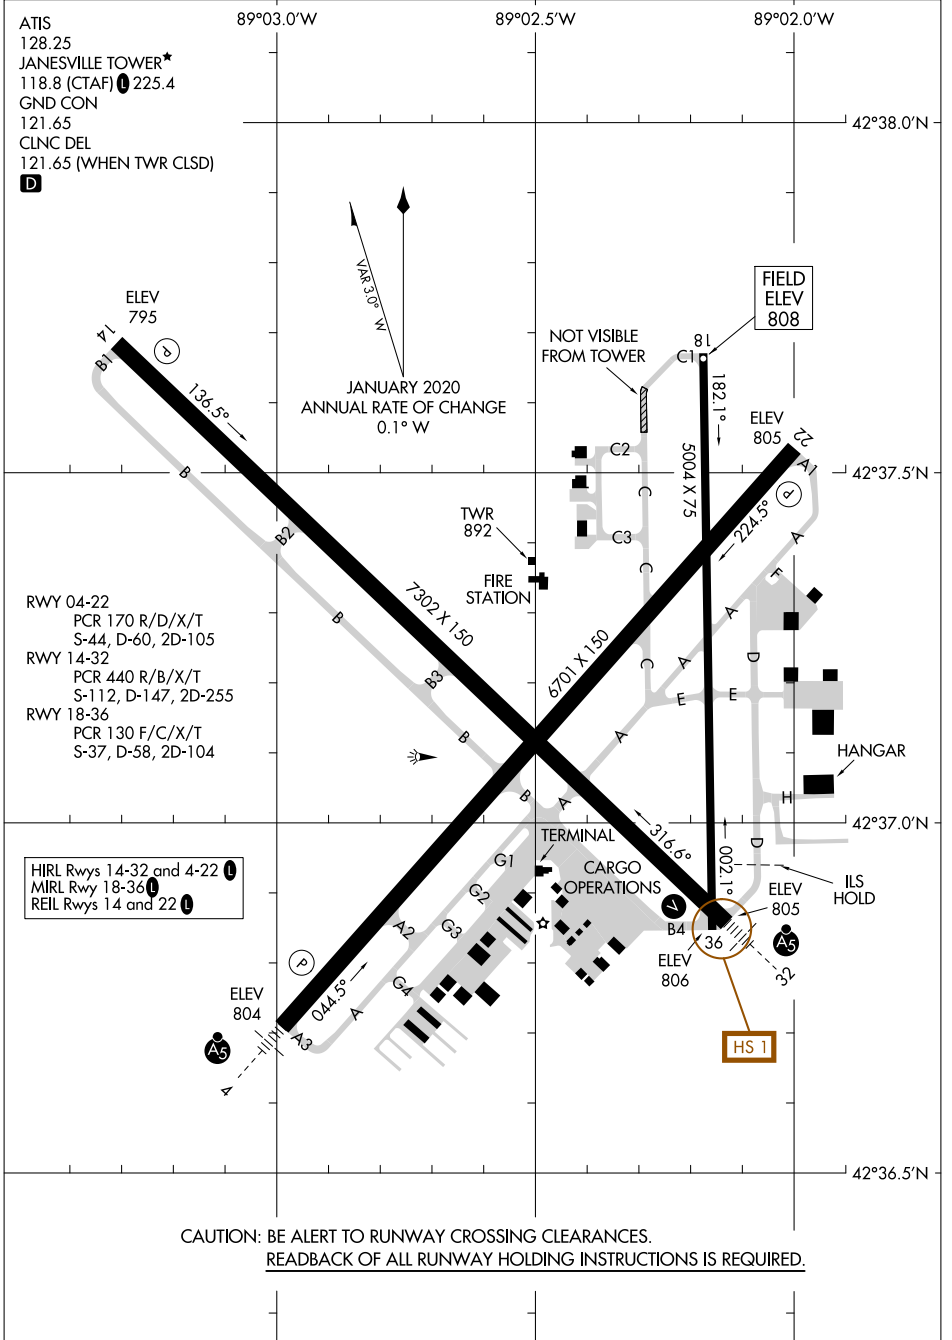 ATIS
128.25
JANESVILLE TOWER★
118.8 (CTAF) L 225.4
GND CON
121.65
CLNC DEL
121.65 (WHEN TWR CLSD)
D
89°03.0'W
89°02.5'W
89°02.0'W
42°38.0'N
42°37.5'N
42°37.0'N
42°36.5'N
VAR 3.0° W
JANUARY 2020
ANNUAL RATE OF CHANGE
0.1° W
FIELD
ELEV
808
ELEV
795
14
B1
P
136.5°
NOT VISIBLE
FROM TOWER
18
C1
182.1°
ELEV
805
22
A1
P
5004 X 75
224.5°
C2
C
C3
C
C
B
B2
B
B3
B
B
TWR
892
FIRE
STATION
7302 X 150
6701 X 150
A
F
A
A
A
A
E
E
D
D
H
HANGAR
RWY 04-22
PCR 170 R/D/X/T
S-44, D-60, 2D-105
RWY 14-32
PCR 440 R/B/X/T
S-112, D-147, 2D-255
RWY 18-36
PCR 130 F/C/X/T
S-37, D-58, 2D-104
HIRL Rwys 14-32 and 4-22 L
MIRL Rwy 18-36 L
REIL Rwys 14 and 22 L
TERMINAL
G1
G2
G3
G4
CARGO
OPERATIONS
316.6°
002.1°
ILS
HOLD
V
B4
36
ELEV
805
ELEV
806
A5
32
A2
P
044.5°
A
A3
ELEV
804
A5
4
HS 1
CAUTION: BE ALERT TO RUNWAY CROSSING CLEARANCES.
READBACK OF ALL RUNWAY HOLDING INSTRUCTIONS IS REQUIRED.